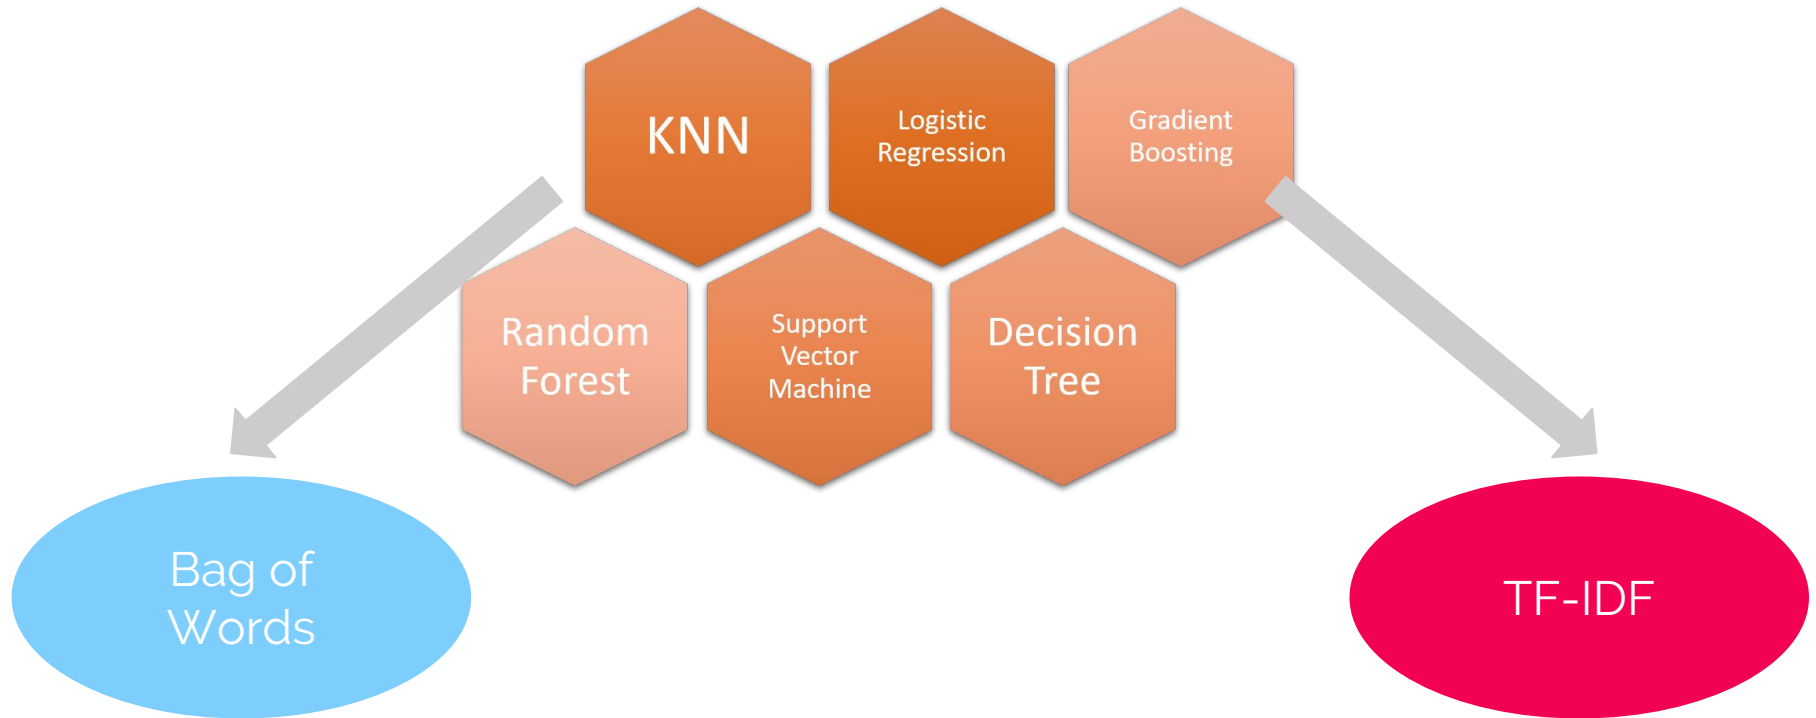 KNN
Logistic
Regression
Gradient
Boosting
Random
Forest
Support
Vector
Machine
Decision
Tree
Bag of
Words
TF-IDF